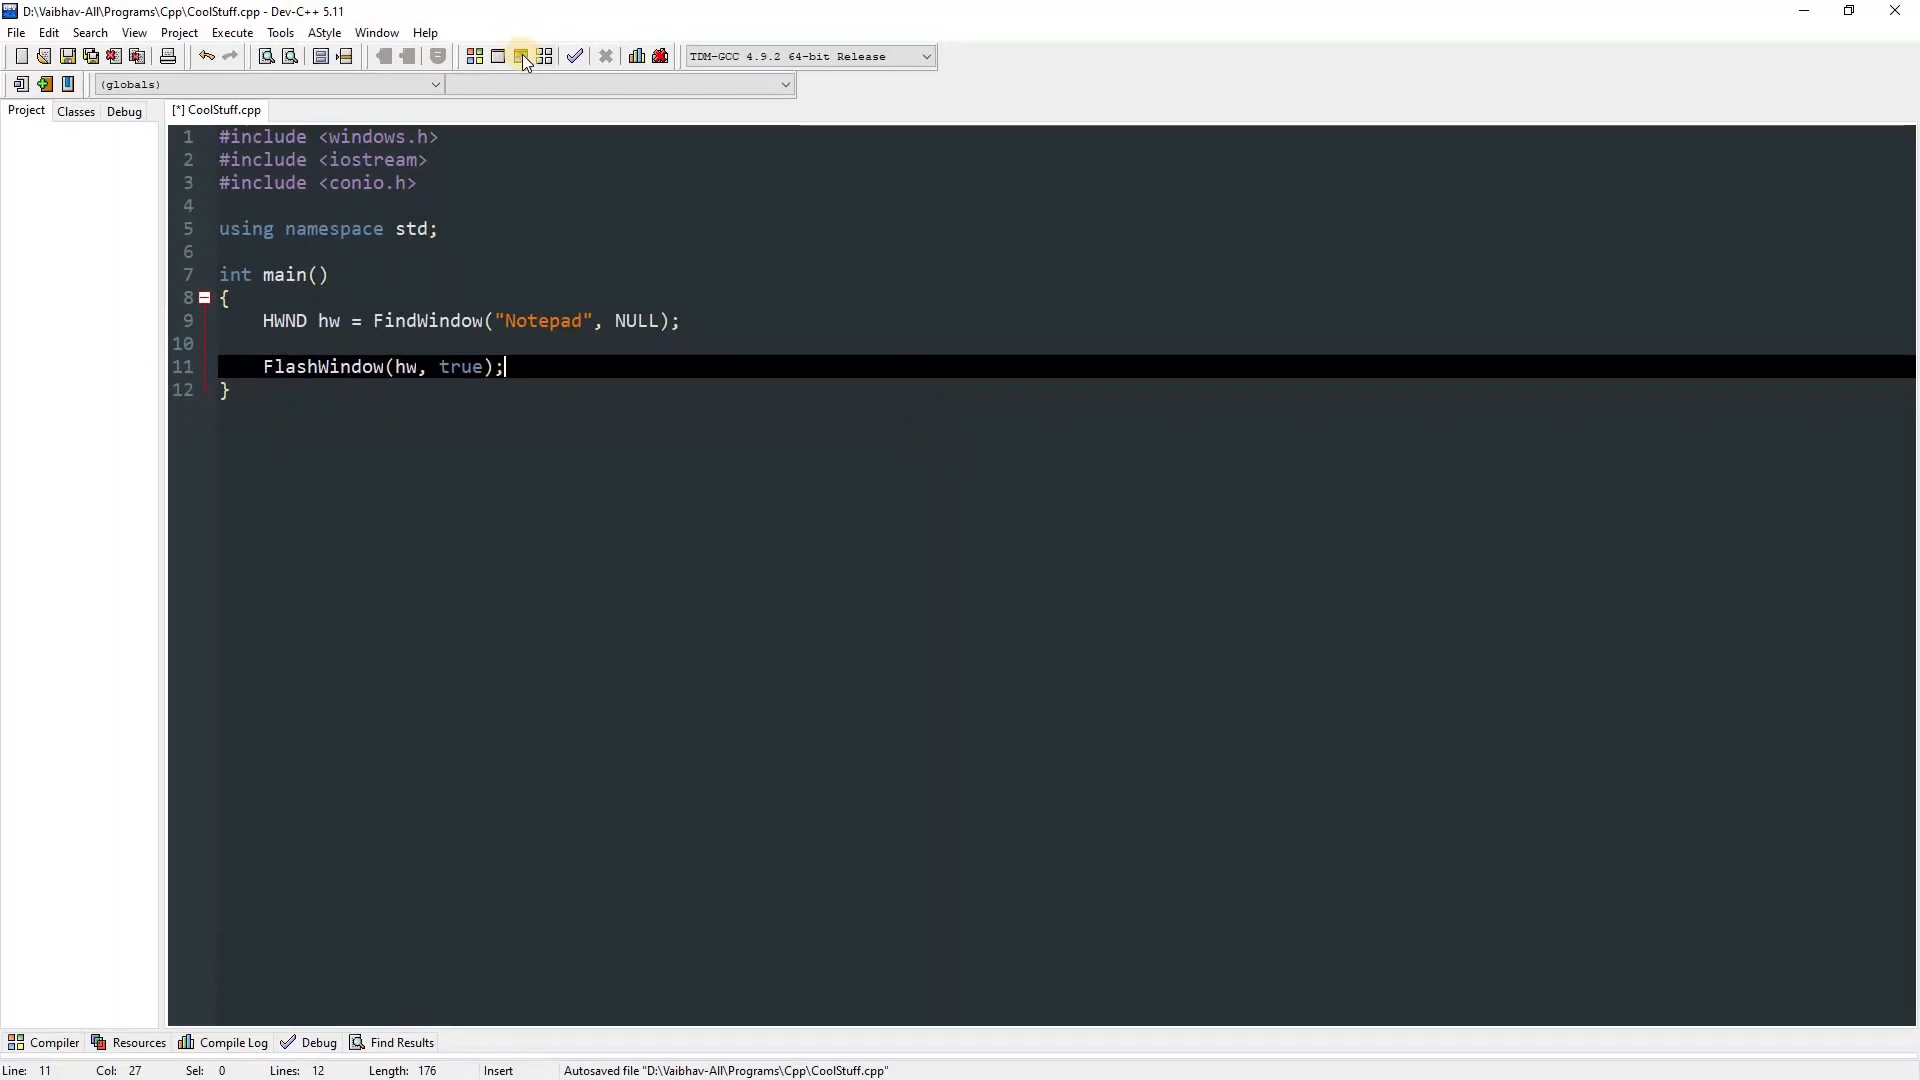 D:\Vaibhav-All\Programs\Cpp\CoolStuff.cpp - Dev-C++ 5.11
File Edit Search View Project Execute Tools AStyle Window Help
TDM-GCC 4.9.2 64-bit Release
(globals)
Project Classes Debug [*] CoolStuff.cpp
1 #include <windows.h>
2 #include <iostream>
3 #include <conio.h>
4
5 using namespace std;
6
7 int main()
8 {
9 HWND hw = FindWindow("Notepad", NULL);
10
11 FlashWindow(hw, true);
12 }
Compiler Resources Compile Log Debug Find Results
Line: 11 Col: 27 Sel: 0 Lines: 12 Length: 176 Insert Autosaved file "D:\Vaibhav-All\Programs\Cpp\CoolStuff.cpp"